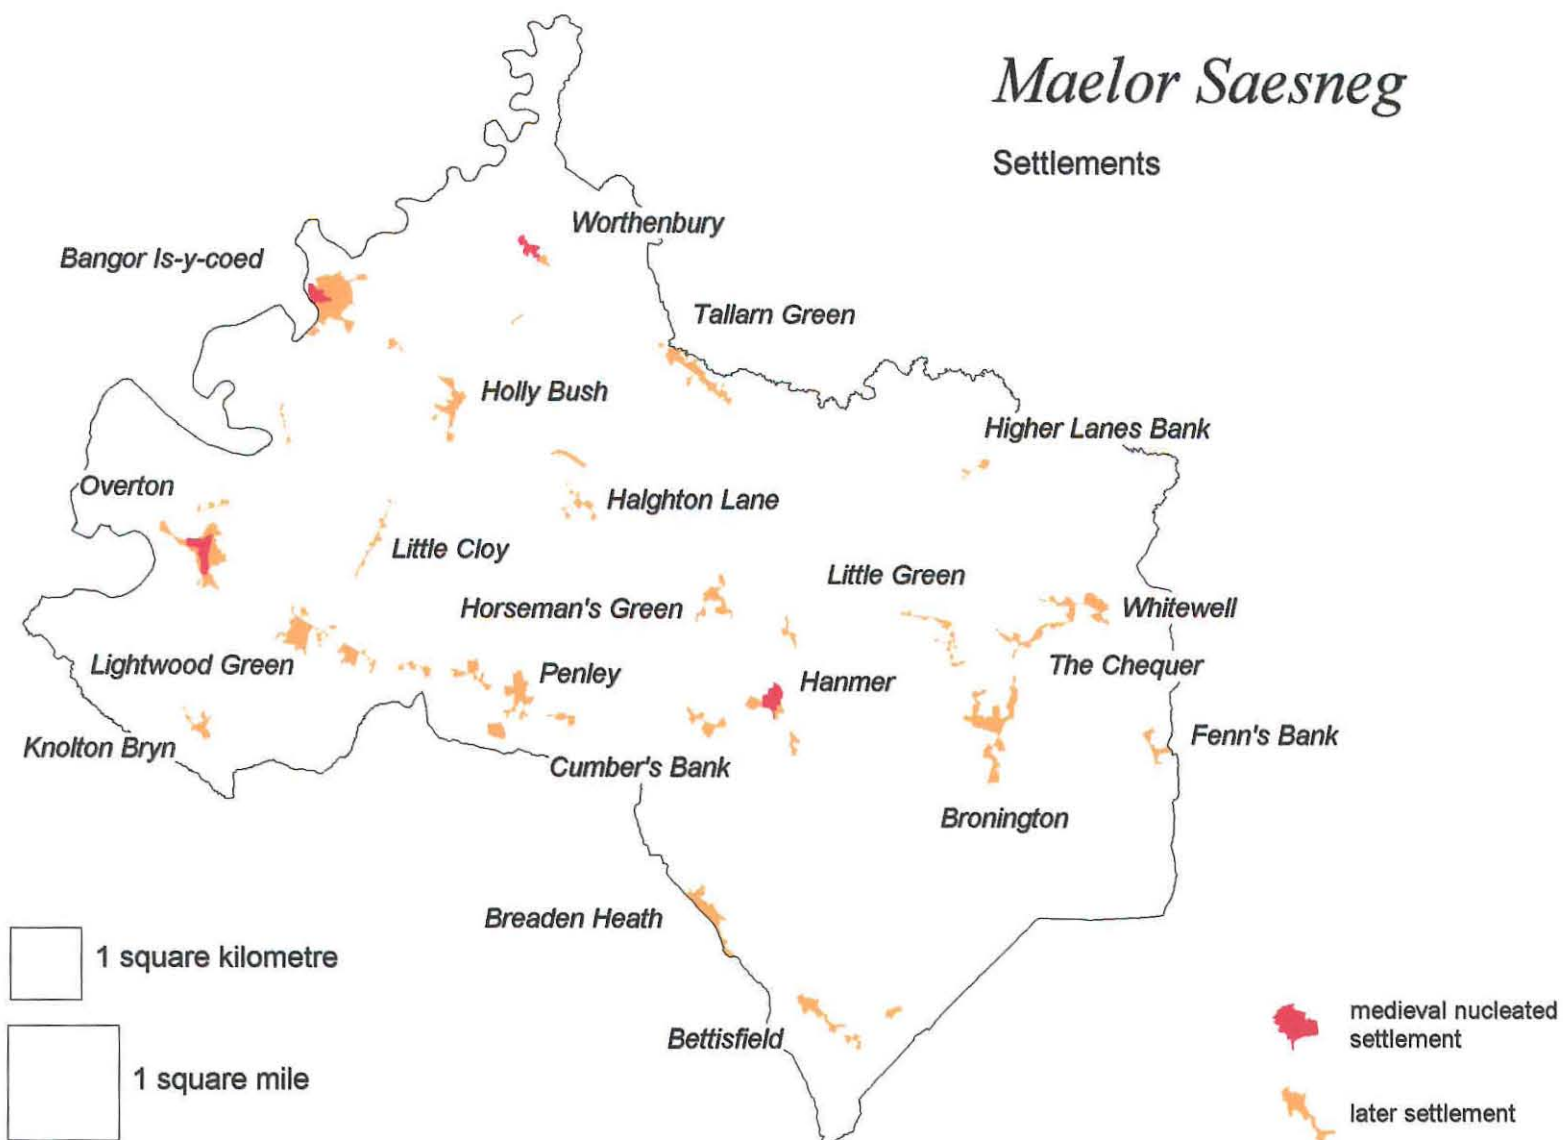 Maelor Saesneg
Settlements
Worthenbury
Bangor Is-y-coed
Tallarn Green
Holly Bush
Higher Lanes Bank
Overton
Halghton Lane
Little Cloy
Little Green
Horseman's Green
Whitewell
Lightwood Green
Penley
Hanmer
The Chequer
Knolton Bryn
Fenn's Bank
Cumber's Bank
Bronington
Breaden Heath
1 square kilometre
Bettisfield
1 square mile
medieval nucleated
settlement
later settlement